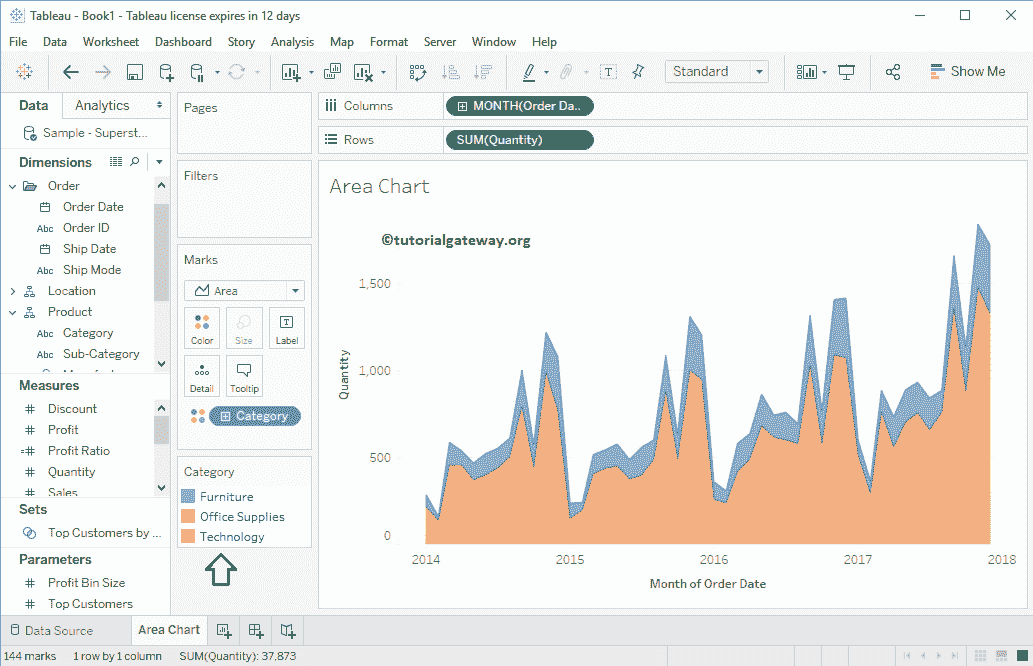 Tableau - Book1 - Tableau license expires in 12 days
File Data Worksheet Dashboard Story Analysis Map Format Server Window Help
Standard
Show Me
Data Analytics
Sample - Superst...
Dimensions
Order
Order Date
Abc Order ID
Ship Date
Abc Ship Mode
Location
Product
Abc Category
Abc Sub-Category
Measures
# Discount
# Profit
=# Profit Ratio
# Quantity
# Sales
Sets
Top Customers by ...
Parameters
# Profit Bin Size
# Top Customers
Pages
Filters
Marks
Area
Color Size Label
Detail Tooltip
Category
Category
Furniture
Office Supplies
Technology
Columns MONTH(Order Da..
Rows SUM(Quantity)
Area Chart
©tutorialgateway.org
1,500
1,000
500
0
Quantity
2014 2015 2016 2017 2018
Month of Order Date
Data Source Area Chart
144 marks 1 row by 1 column SUM(Quantity): 37,873